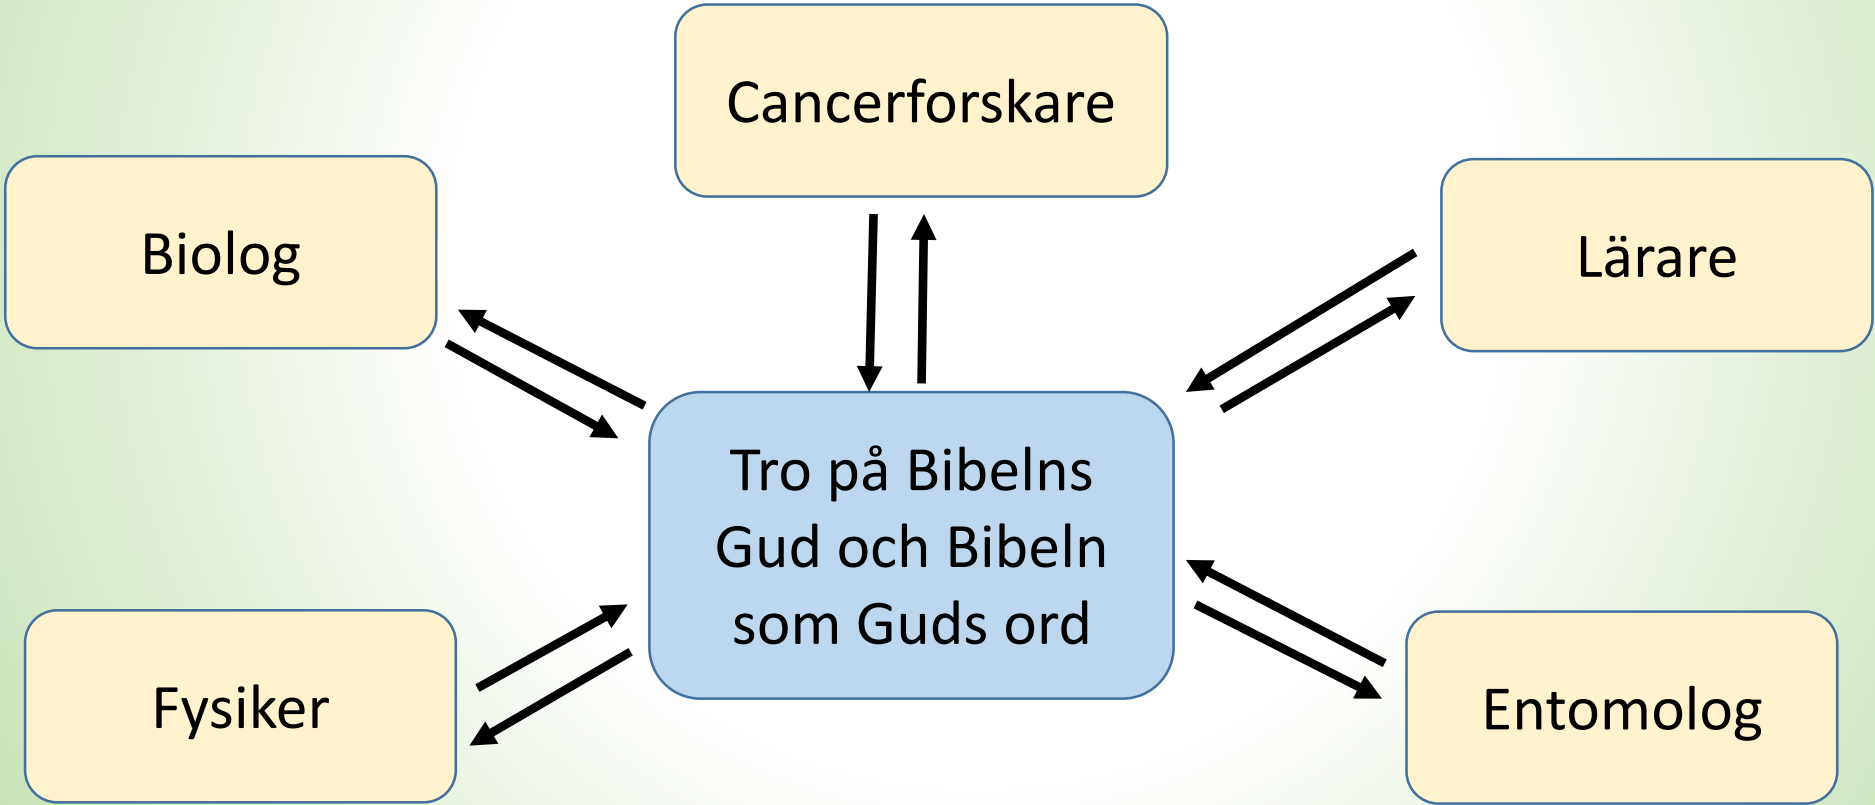 Cancerforskare
Biolog
Lärare
Tro på Bibelns
Gud och Bibeln
som Guds ord
Fysiker
Entomolog